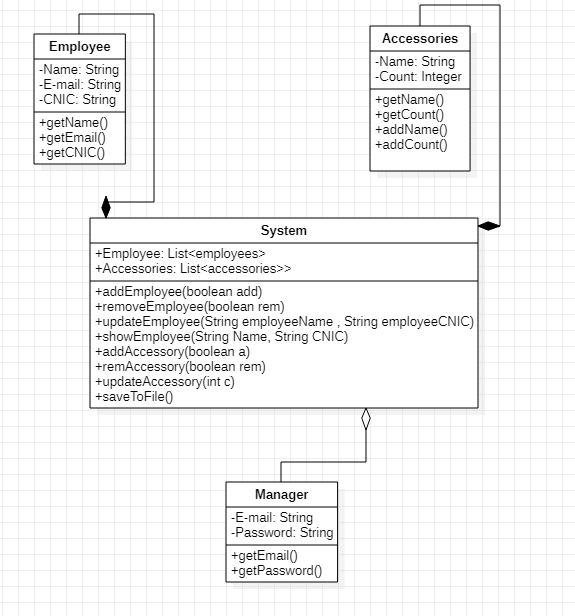 Employee
-Name: String
-E-mail: String
-CNIC: String
+getName()
+getEmail()
+getCNIC()
Accessories
-Name: String
-Count: Integer
+getName()
+getCount()
+addName()
+addCount()
System
+Employee: List<employees>
+Accessories: List<accessories>>
+addEmployee(boolean add)
+removeEmployee(boolean rem)
+updateEmployee(String employeeName , String employeeCNIC)
+showEmployee(String Name, String CNIC)
+addAccessory(boolean a)
+remAccessory(boolean rem)
+updateAccessory(int c)
+saveToFile()
Manager
-E-mail: String
-Password: String
+getEmail()
+getPassword()